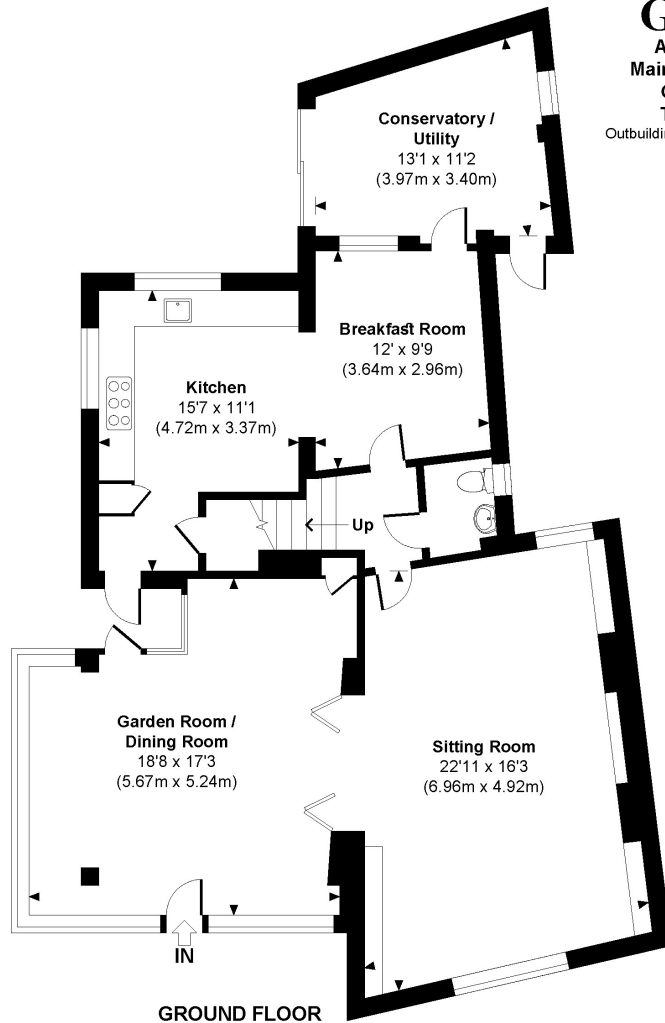 G
A
Main
Conservatory /
Utility
13'1 x 11'2
(3.97m x 3.40m)
Breakfast Room
12' x 9'9
(3.64m x 2.96m)
Kitchen
15'7 x 11'1
(4.72m x 3.37m)
Up
Garden Room /
Dining Room
18'8 x 17'3
(5.67m x 5.24m)
Sitting Room
22'11 x 16'3
(6.96m x 4.92m)
IN
GROUND FLOOR